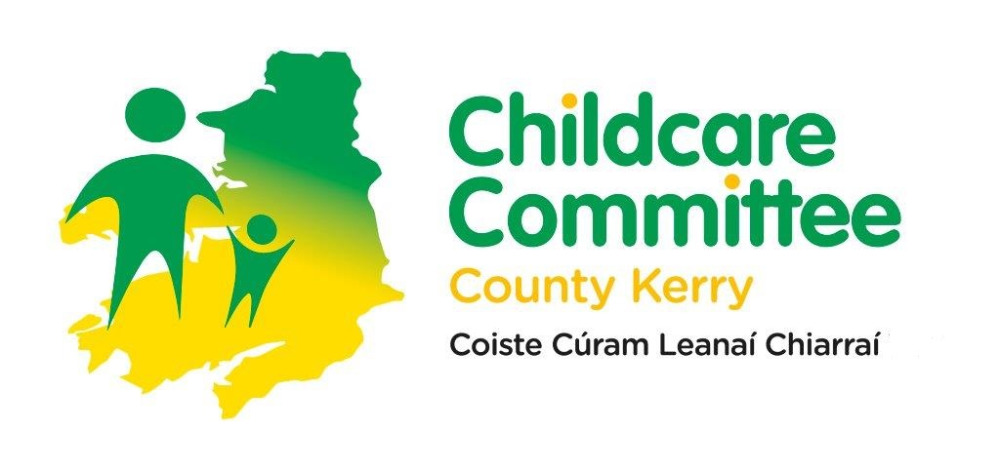 Childcare
Committee
County Kerry
Coiste Cúram Leanaí Chiarraí